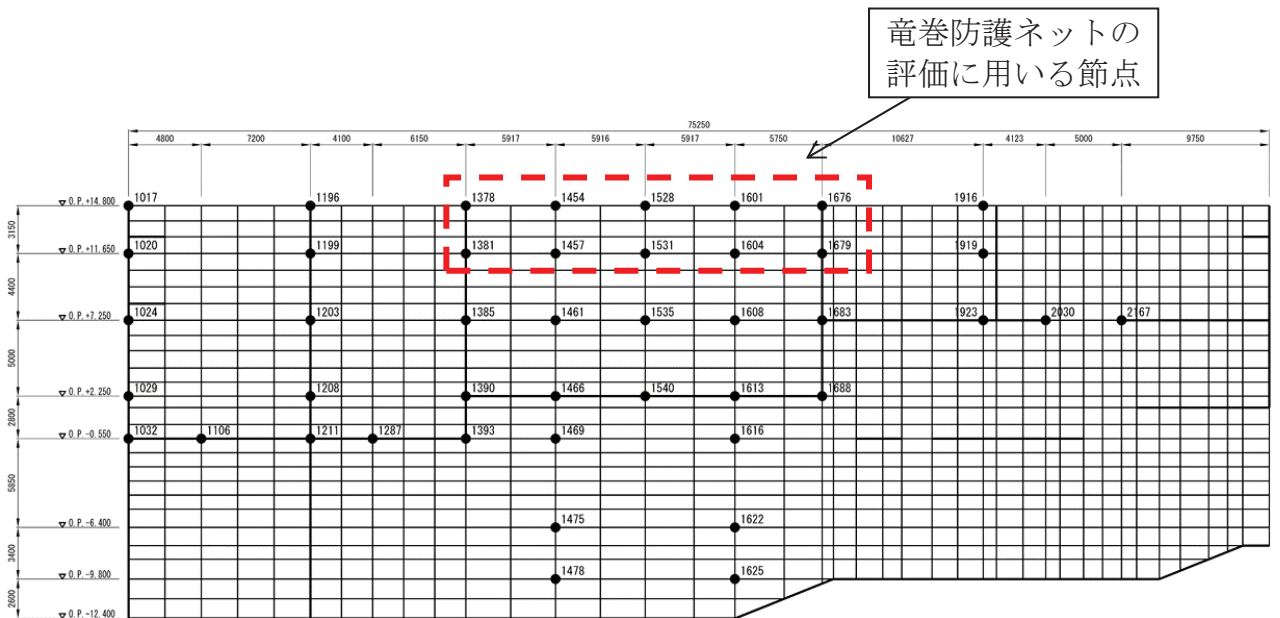 竜巻防護ネットの
評価に用いる節点
75250
4800 7200 4100 6150 5917 5916 5917 5750 10627 4123 5000 9750
O.P.+14.800 1017 1196 1378 1454 1528 1601 1676 1916
3150
O.P.+11.650 1020 1199 1381 1457 1531 1604 1679 1919
4400
O.P.+7.250 1024 1203 1385 1461 1535 1608 1683 1923 2030 2167
5000
O.P.+2.250 1029 1208 1390 1466 1540 1613 1688
2800
O.P.-0.550 1032 1106 1211 1287 1393 1469 1616
5850
O.P.-6.400 1475 1622
3400
O.P.-9.800 1478 1625
2600
O.P.-12.400